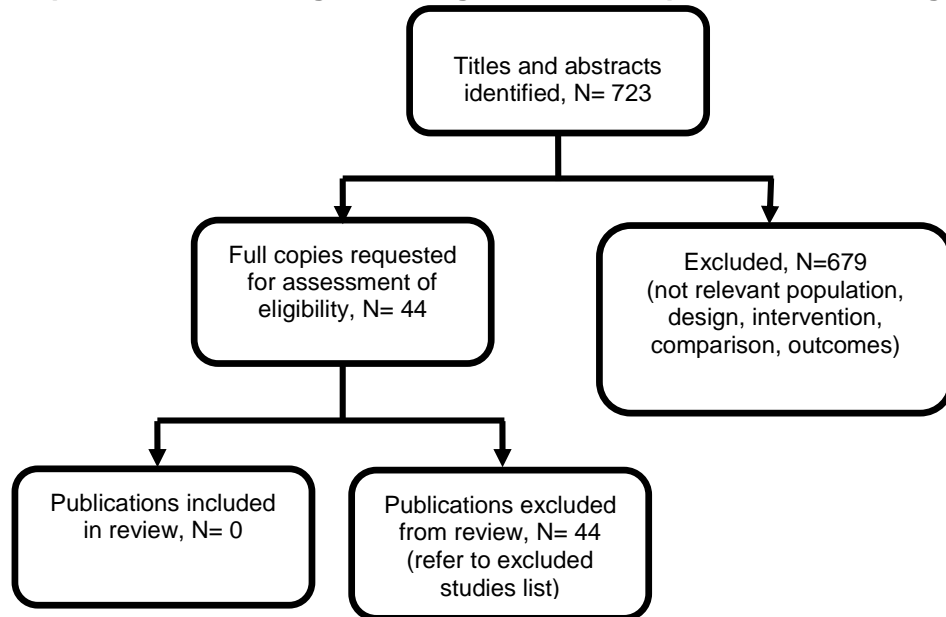 Titles and abstracts
identified, N= 723
Full copies requested
for assessment of
eligibility, N= 44
Excluded, N=679
(not relevant population,
design, intervention,
comparison, outcomes)
Publications included
in review, N= 0
Publications excluded
from review, N= 44
(refer to excluded
studies list)